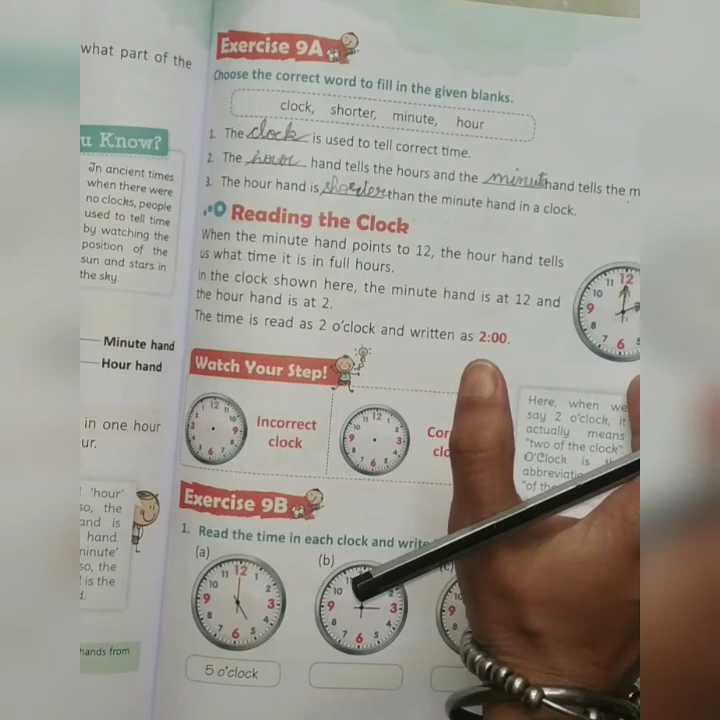 what part of the
u Know?
In ancient times
when there were
no clocks, people
used to tell time
by watching the
position of the
sun and stars in
the sky.
Minute hand
Hour hand
in one hour
ur.
'hour'
so, the
and is
hand.
minute'
so, the
is the
d.
hands from
Exercise 9A
Choose the correct word to fill in the given blanks.
clock, shorter, minute, hour
1. The clock is used to tell correct time.
2. The hour hand tells the hours and the minute hand tells the m
3. The hour hand is shorter than the minute hand in a clock.
Reading the Clock
When the minute hand points to 12, the hour hand tells
us what time it is in full hours.
In the clock shown here, the minute hand is at 12 and
the hour hand is at 2.
The time is read as 2 o'clock and written as 2:00.
Watch Your Step!
Incorrect
clock
Cor
clo
Here, when we
say 2 o'clock, it
actually means
"two of the clock"
O'Clock is
abbreviati
"of the
Exercise 9B
1. Read the time in each clock and write
(a)
(b)
(c)
5 o'clock